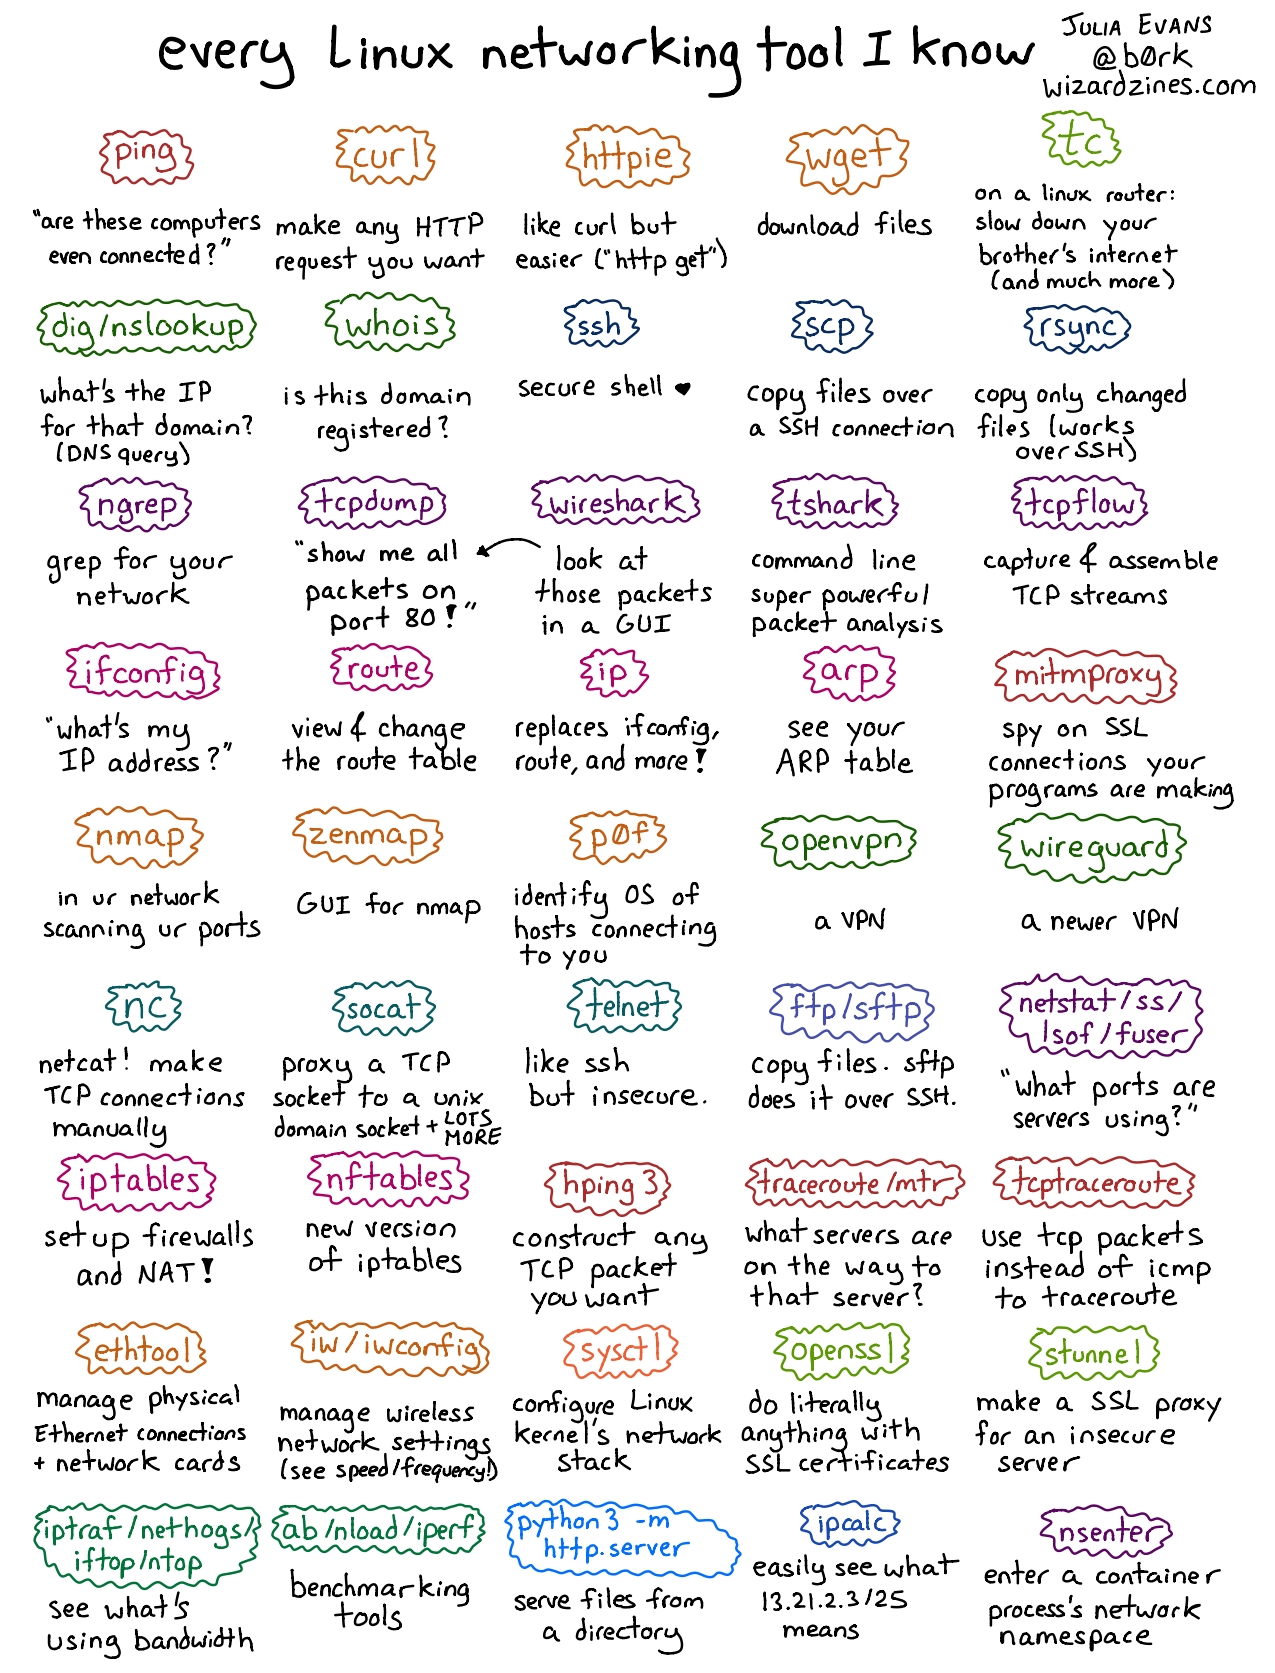 every Linux networking tool I know
JULIA EVANS
@b0rk
wizardzines.com
ping
"are these computers
even connected?"
curl
make any HTTP
request you want
httpie
like curl but
easier ("http get")
wget
download files
tc
on a linux router:
slow down your
brother's internet
(and much more)
dig/nslookup
what's the IP
for that domain?
(DNS query)
whois
is this domain
registered?
ssh
secure shell ♥
scp
copy files over
a SSH connection
rsync
copy only changed
files (works
over SSH)
ngrep
grep for your
network
tcpdump
"show me all
packets on
port 80!"
wireshark
look at
those packets
in a GUI
tshark
command line
super powerful
packet analysis
tcpflow
capture & assemble
TCP streams
ifconfig
"what's my
IP address?"
route
view & change
the route table
ip
replaces ifconfig,
route, and more!
arp
see your
ARP table
mitmproxy
spy on SSL
connections your
programs are making
nmap
in ur network
scanning ur ports
zenmap
GUI for nmap
p0f
identify OS of
hosts connecting
to you
openvpn
a VPN
wireguard
a newer VPN
nc
netcat! make
TCP connections
manually
socat
proxy a TCP
socket to a unix
domain socket + LOTS
MORE
telnet
like ssh
but insecure.
ftp/sftp
copy files. sftp
does it over SSH.
netstat/ss/
lsof/fuser
"what ports are
servers using?"
iptables
set up firewalls
and NAT!
nftables
new version
of iptables
hping3
construct any
TCP packet
you want
traceroute/mtr
what servers are
on the way to
that server?
tcptraceroute
use tcp packets
instead of icmp
to traceroute
ethtool
manage physical
Ethernet connections
+ network cards
iw/iwconfig
manage wireless
network settings
(see speed/frequency!)
sysctl
configure Linux
kernel's network
stack
openssl
do literally
anything with
SSL certificates
stunnel
make a SSL proxy
for an insecure
server
iptraf/nethogs/
iftop/ntop
see what's
using bandwidth
ab/nload/iperf
benchmarking
tools
python3 -m
http.server
serve files from
a directory
ipcalc
easily see what
13.21.2.3/25
means
nsenter
enter a container
process's network
namespace